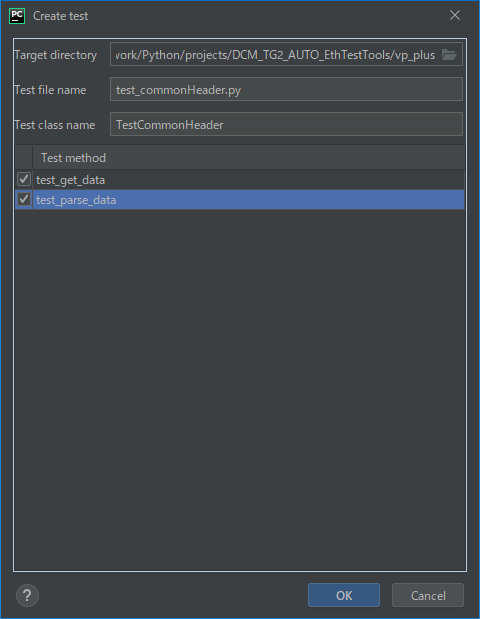 PC
Create test
Target directory
work/Python/projects/DCM_TG2_AUTO_EthTestTools/vp_plus
Test file name
test_commonHeader.py
Test class name
TestCommonHeader
Test method
test_get_data
test_parse_data
?
OK
Cancel